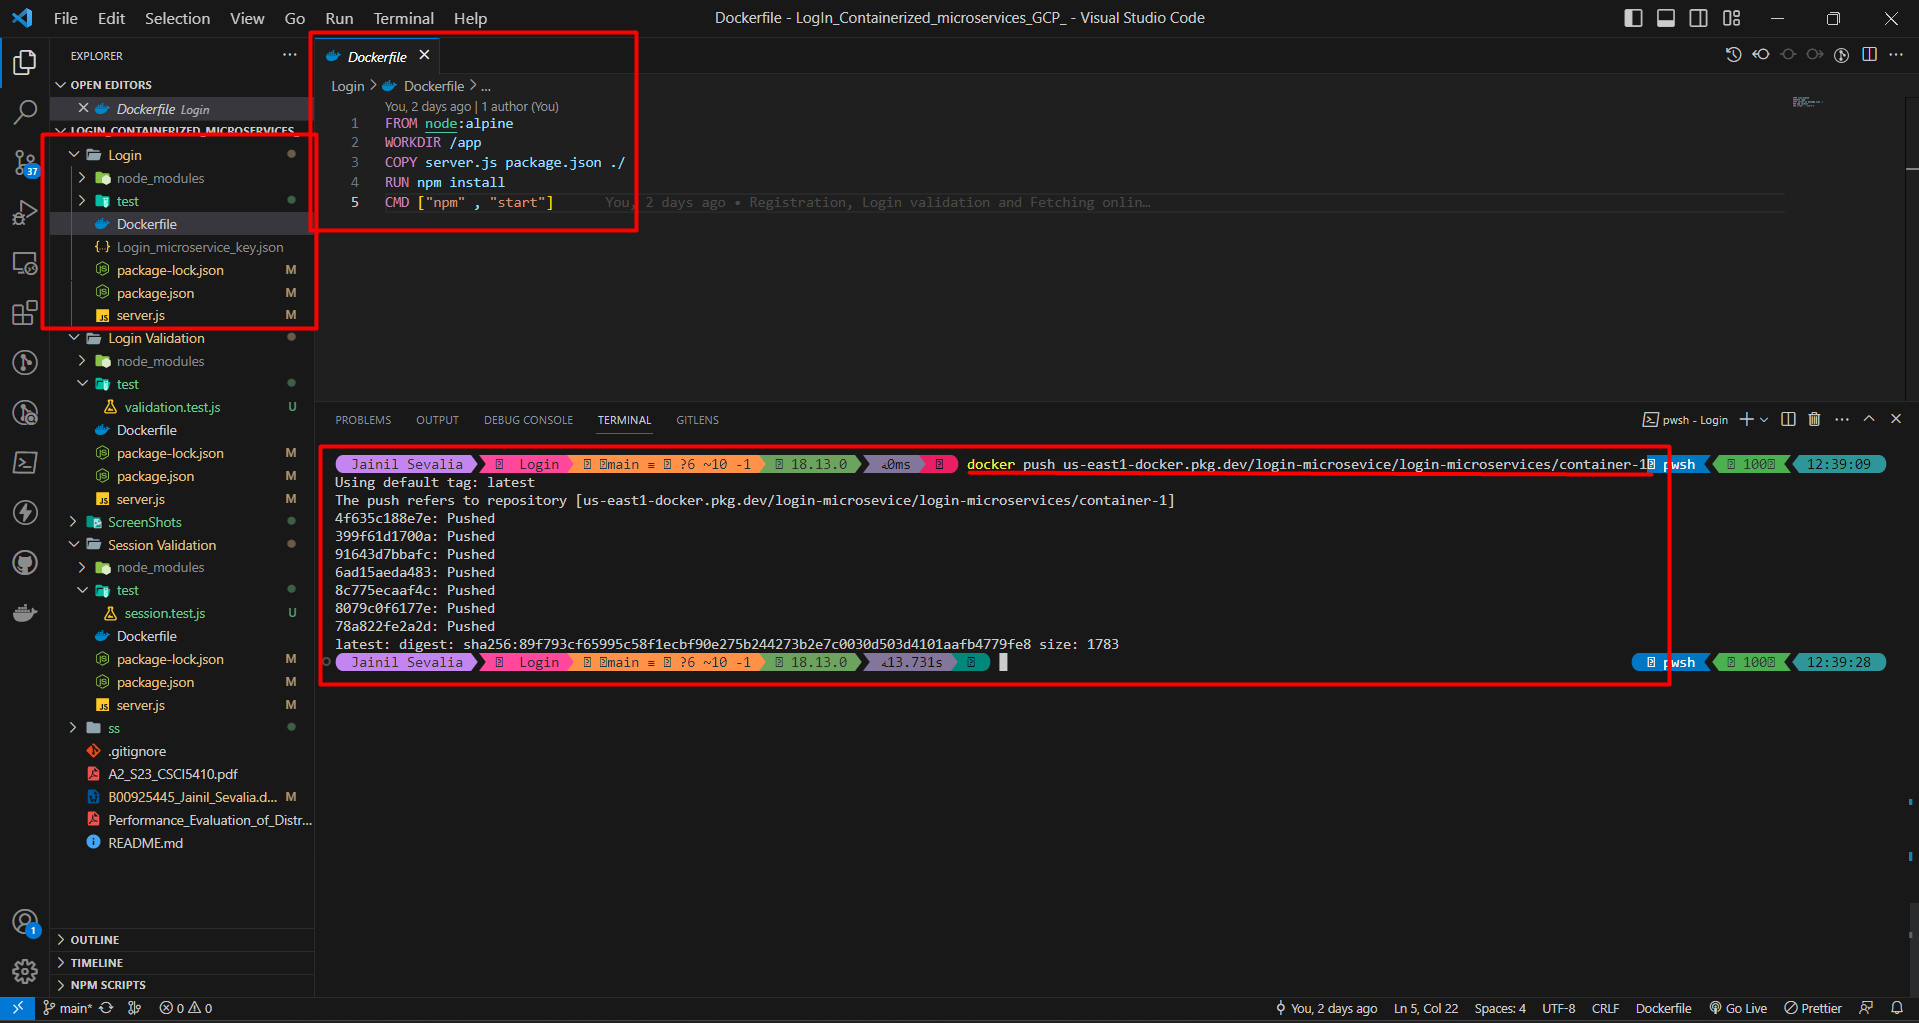 File Edit Selection View Go Run Terminal Help
Dockerfile - LogIn_Containerized_microservices_GCP_ - Visual Studio Code
EXPLORER
OPEN EDITORS
Dockerfile Login
LOGIN_CONTAINERIZED_MICROSERVICES_
Login
node_modules
test
Dockerfile
Login_microservice_key.json
package-lock.json M
package.json M
server.js M
Login Validation
node_modules
test
validation.test.js U
Dockerfile
package-lock.json M
package.json M
server.js M
ScreenShots
Session Validation
node_modules
test
session.test.js U
Dockerfile
package-lock.json M
package.json M
server.js M
ss
.gitignore
A2_S23_CSCI5410.pdf
B00925445_Jainil_Sevalia.d... M
Performance_Evaluation_of_Distr...
README.md
OUTLINE
TIMELINE
NPM SCRIPTS
37
1
Dockerfile
Login > Dockerfile > ...
You, 2 days ago | 1 author (You)
1 FROM node:alpine
2 WORKDIR /app
3 COPY server.js package.json ./
4 RUN npm install
5 CMD ["npm" , "start"] You, 2 days ago • Registration, Login validation and Fetching onlin…
PROBLEMS OUTPUT DEBUG CONSOLE TERMINAL GITLENS
pwsh - Login
Jainil Sevalia Login main ≡ ?6 ~10 -1 18.13.0 0ms docker push us-east1-docker.pkg.dev/login-microsevice/login-microservices/container-1 pwsh 100 12:39:09
Using default tag: latest
The push refers to repository [us-east1-docker.pkg.dev/login-microsevice/login-microservices/container-1]
4f635c188e7e: Pushed
399f61d1700a: Pushed
91643d7bbafc: Pushed
6ad15aeda483: Pushed
8c775ecaaf4c: Pushed
8079c0f6177e: Pushed
78a822fe2a2d: Pushed
latest: digest: sha256:89f793cf65995c58f1ecbf90e275b244273b2e7c0030d503d4101aafb4779fe8 size: 1783
Jainil Sevalia Login main ≡ ?6 ~10 -1 18.13.0 13.731s pwsh 100 12:39:28
main* 0 0 You, 2 days ago Ln 5, Col 22 Spaces: 4 UTF-8 CRLF Dockerfile Go Live Prettier